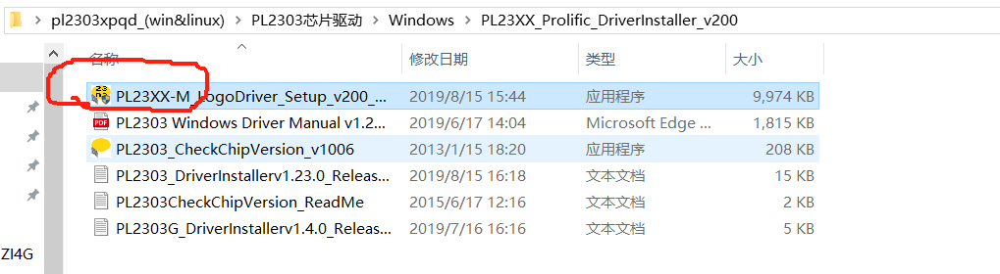 pl2303xpqd_(win&linux) > PL2303芯片驱动 > Windows > PL23XX_Prolific_DriverInstaller_v200
名称 修改日期 类型 大小
PL23XX-M_LogoDriver_Setup_v200_... 2019/8/15 15:44 应用程序 9,974 KB
PL2303 Windows Driver Manual v1.2... 2019/6/17 14:04 Microsoft Edge ... 1,815 KB
PL2303_CheckChipVersion_v1006 2013/1/15 18:20 应用程序 208 KB
PL2303_DriverInstallerv1.23.0_Releas... 2019/8/15 16:18 文本文档 15 KB
PL2303CheckChipVersion_ReadMe 2015/6/17 12:16 文本文档 2 KB
PL2303G_DriverInstallerv1.4.0_Releas... 2019/7/16 16:16 文本文档 5 KB
ZI4G